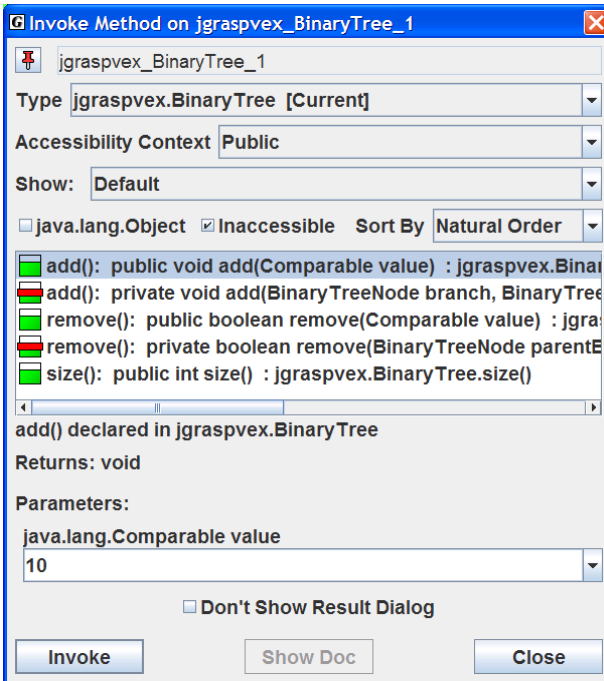 G Invoke Method on jgraspvex_BinaryTree_1
jgraspvex_BinaryTree_1
Type jgraspvex.BinaryTree [Current]
Accessibility Context Public
Show: Default
java.lang.Object Inaccessible Sort By Natural Order
add(): public void add(Comparable value) : jgraspvex.Binar
add(): private void add(BinaryTreeNode branch, BinaryTree
remove(): public boolean remove(Comparable value) : jgras
remove(): private boolean remove(BinaryTreeNode parentB
size(): public int size() : jgraspvex.BinaryTree.size()
add() declared in jgraspvex.BinaryTree
Returns: void
Parameters:
java.lang.Comparable value
10
Don't Show Result Dialog
Invoke Show Doc Close